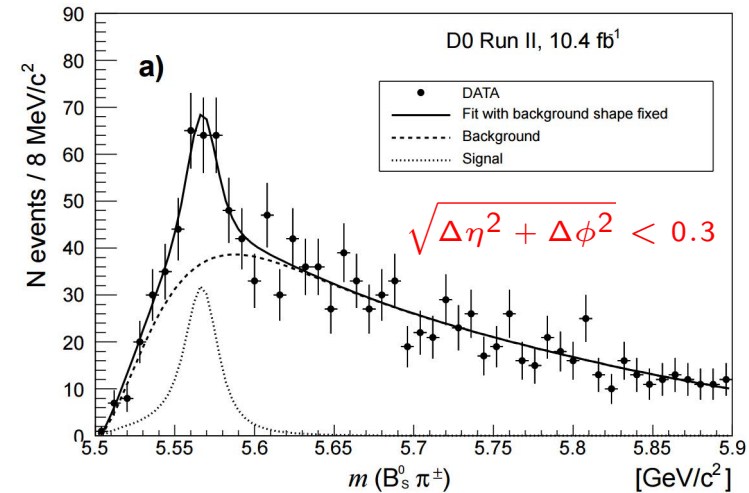 D0 Run II, 10.4 fb⁻¹
a)
DATA
Fit with background shape fixed
Background
Signal
√(Δη² + Δϕ²) < 0.3
N events / 8 MeV/c²
90
80
70
60
50
40
30
20
10
0
5.5 5.55 5.6 5.65 5.7 5.75 5.8 5.85 5.9
m (B⁰ₛ π±) [GeV/c²]